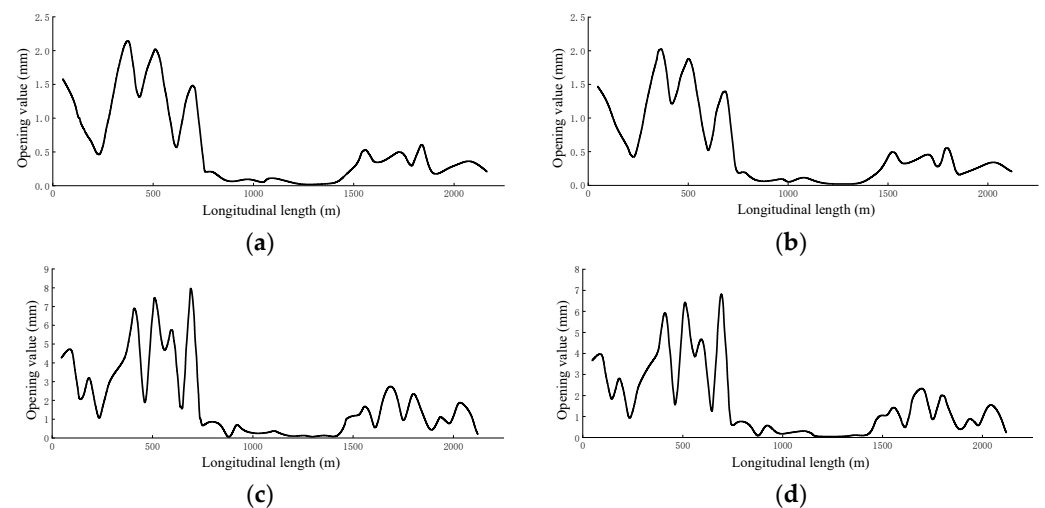 2.5
2.0
1.5
1.0
0.5
0.0
0 500 1000 1500 2000
Opening value (mm)
Longitudinal length (m)
(a)
2.5
2.0
1.5
1.0
0.5
0.0
0 500 1000 1500 2000
Opening value (mm)
Longitudinal length (m)
(b)
9
8
7
6
5
4
3
2
1
0
0 500 1000 1500 2000
Opening value (mm)
Longitudinal length (m)
(c)
8
7
6
5
4
3
2
1
0
0 500 1000 1500 2000
Opening value (mm)
Longitudinal length (m)
(d)